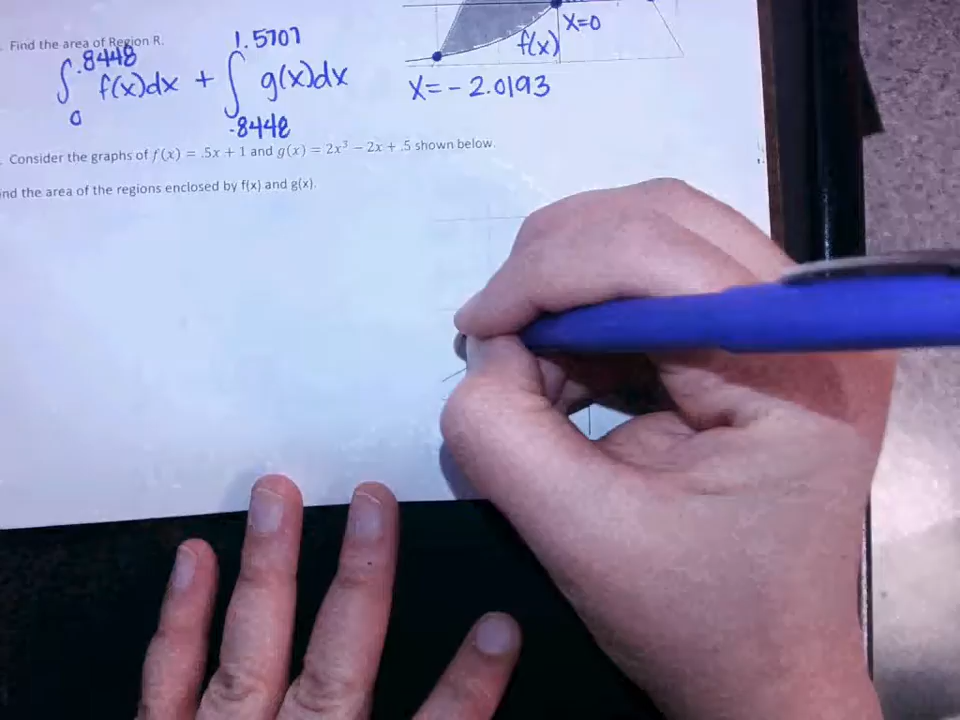 . Find the area of Region R.
∫₀^.8448 f(x)dx + ∫.8448^1.5707 g(x)dx
f(x)
X=0
X= - 2.0193
. Consider the graphs of f(x) = .5x + 1 and g(x) = 2x³ − 2x + .5 shown below.
nd the area of the regions enclosed by f(x) and g(x).